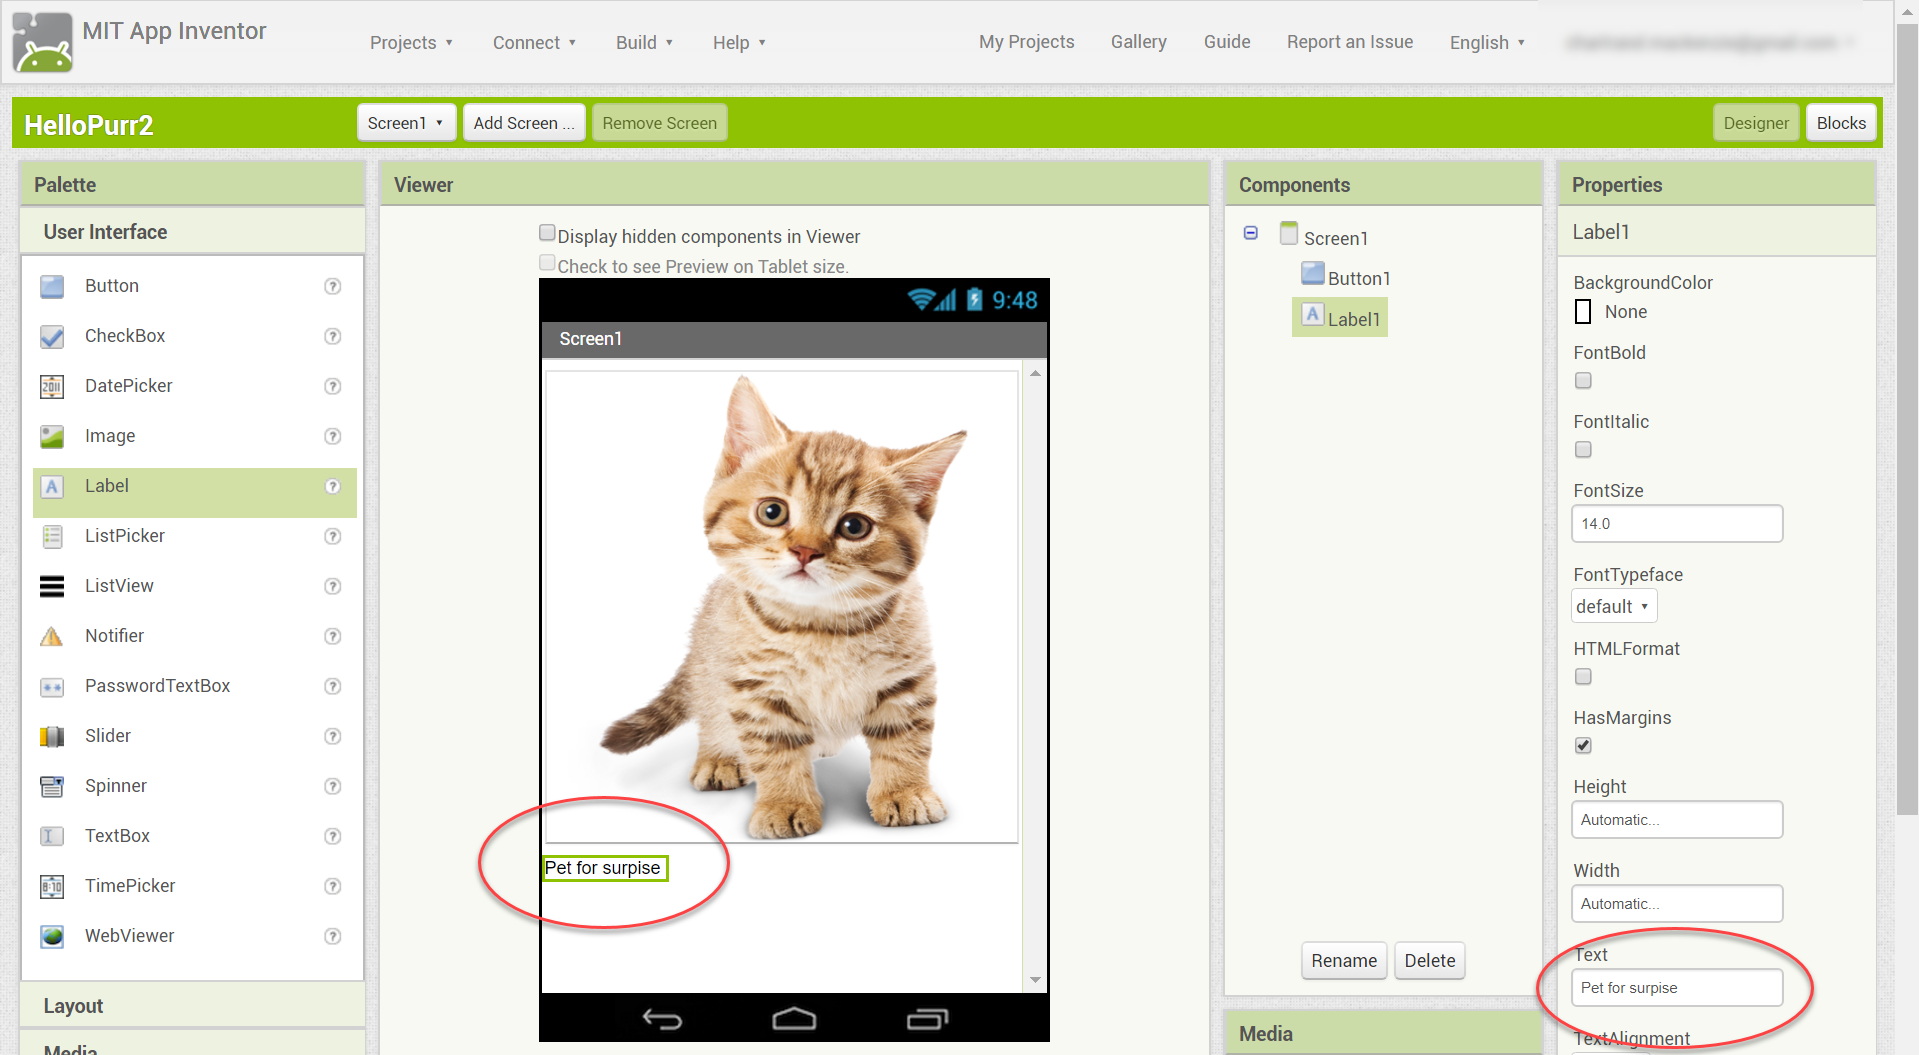 MIT App Inventor
Projects Connect Build Help My Projects Gallery Guide Report an Issue English
HelloPurr2 Screen1 Add Screen ... Remove Screen Designer Blocks
Palette
User Interface
Button ?
CheckBox ?
2011 DatePicker ?
Image ?
A Label ?
ListPicker ?
ListView ?
Notifier ?
PasswordTextBox ?
Slider ?
Spinner ?
TextBox ?
8:10 TimePicker ?
WebViewer ?
Layout
Media
Viewer
Display hidden components in Viewer
Check to see Preview on Tablet size.
9:48
Screen1
Pet for surpise
Components
Screen1
Button1
A Label1
Rename Delete
Media
Properties
Label1
BackgroundColor
None
FontBold
FontItalic
FontSize
14.0
FontTypeface
default
HTMLFormat
HasMargins
Height
Automatic...
Width
Automatic...
Text
Pet for surpise
TextAlignment